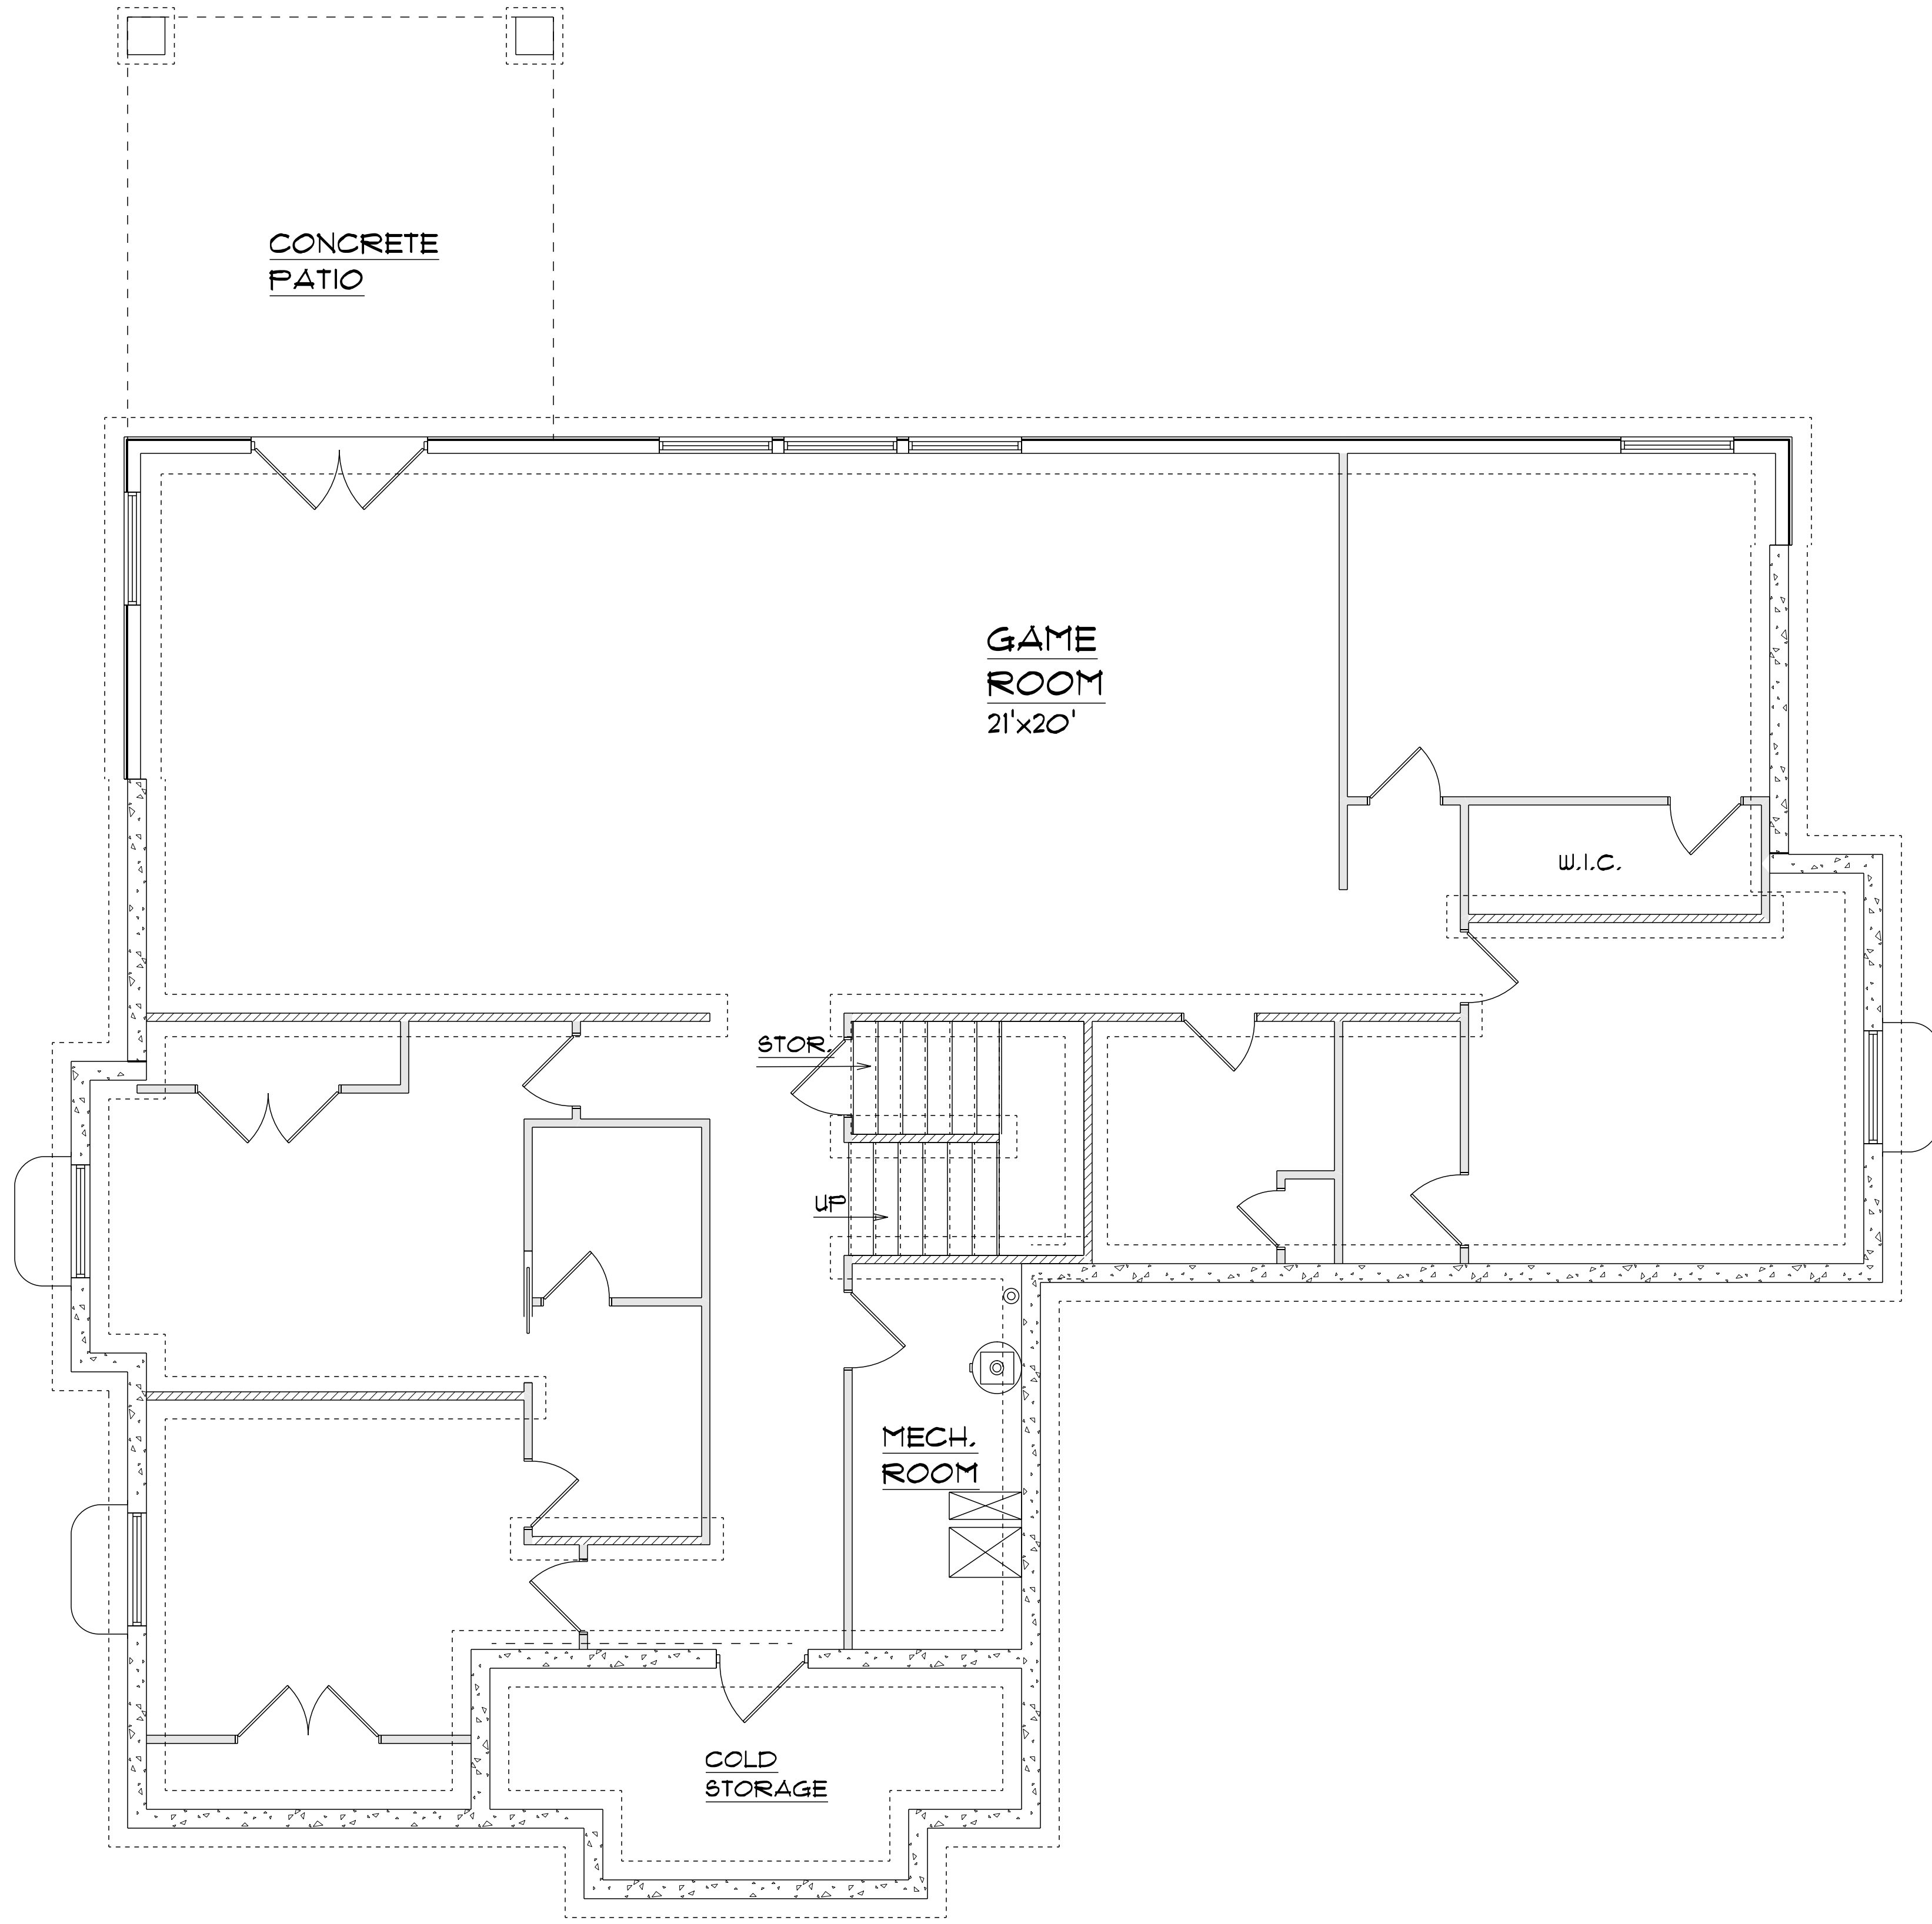 CONCRETE
PATIO
GAME
ROOM
21'x20'
W.I.C.
STOR.
UP
MECH.
ROOM
COLD
STORAGE